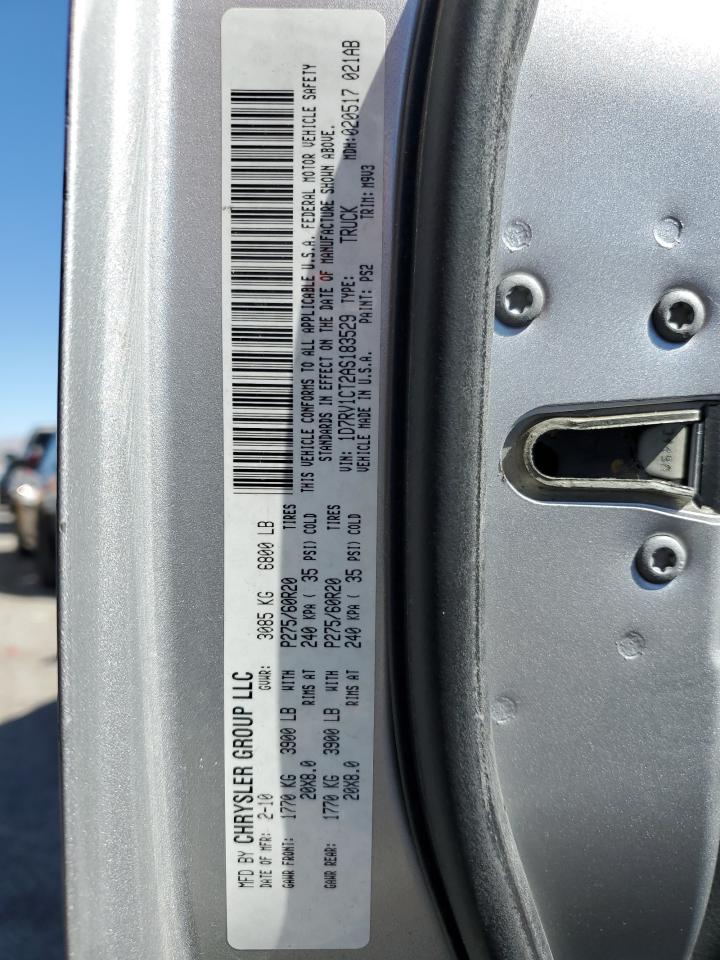 MFD BY CHRYSLER GROUP LLC
DATE OF MFR: 2-10 GVWR: 3085 KG 6800 LB
GAWR FRONT: 1770 KG 3900 LB WITH P275/60R20 TIRES
20X8.0 RIMS AT 240 KPA ( 35 PSI) COLD
GAWR REAR: 1770 KG 3900 LB WITH P275/60R20 TIRES
20X8.0 RIMS AT 240 KPA ( 35 PSI) COLD
THIS VEHICLE CONFORMS TO ALL APPLICABLE U.S.A. FEDERAL MOTOR VEHICLE SAFETY
STANDARDS IN EFFECT ON THE DATE OF MANUFACTURE SHOWN ABOVE.
VIN: 1D7RV1CT2AS183529 TYPE: TRUCK MDH:020517 021AB
VEHICLE MADE IN U.S.A. PAINT: PS2 TRIM: M9V3